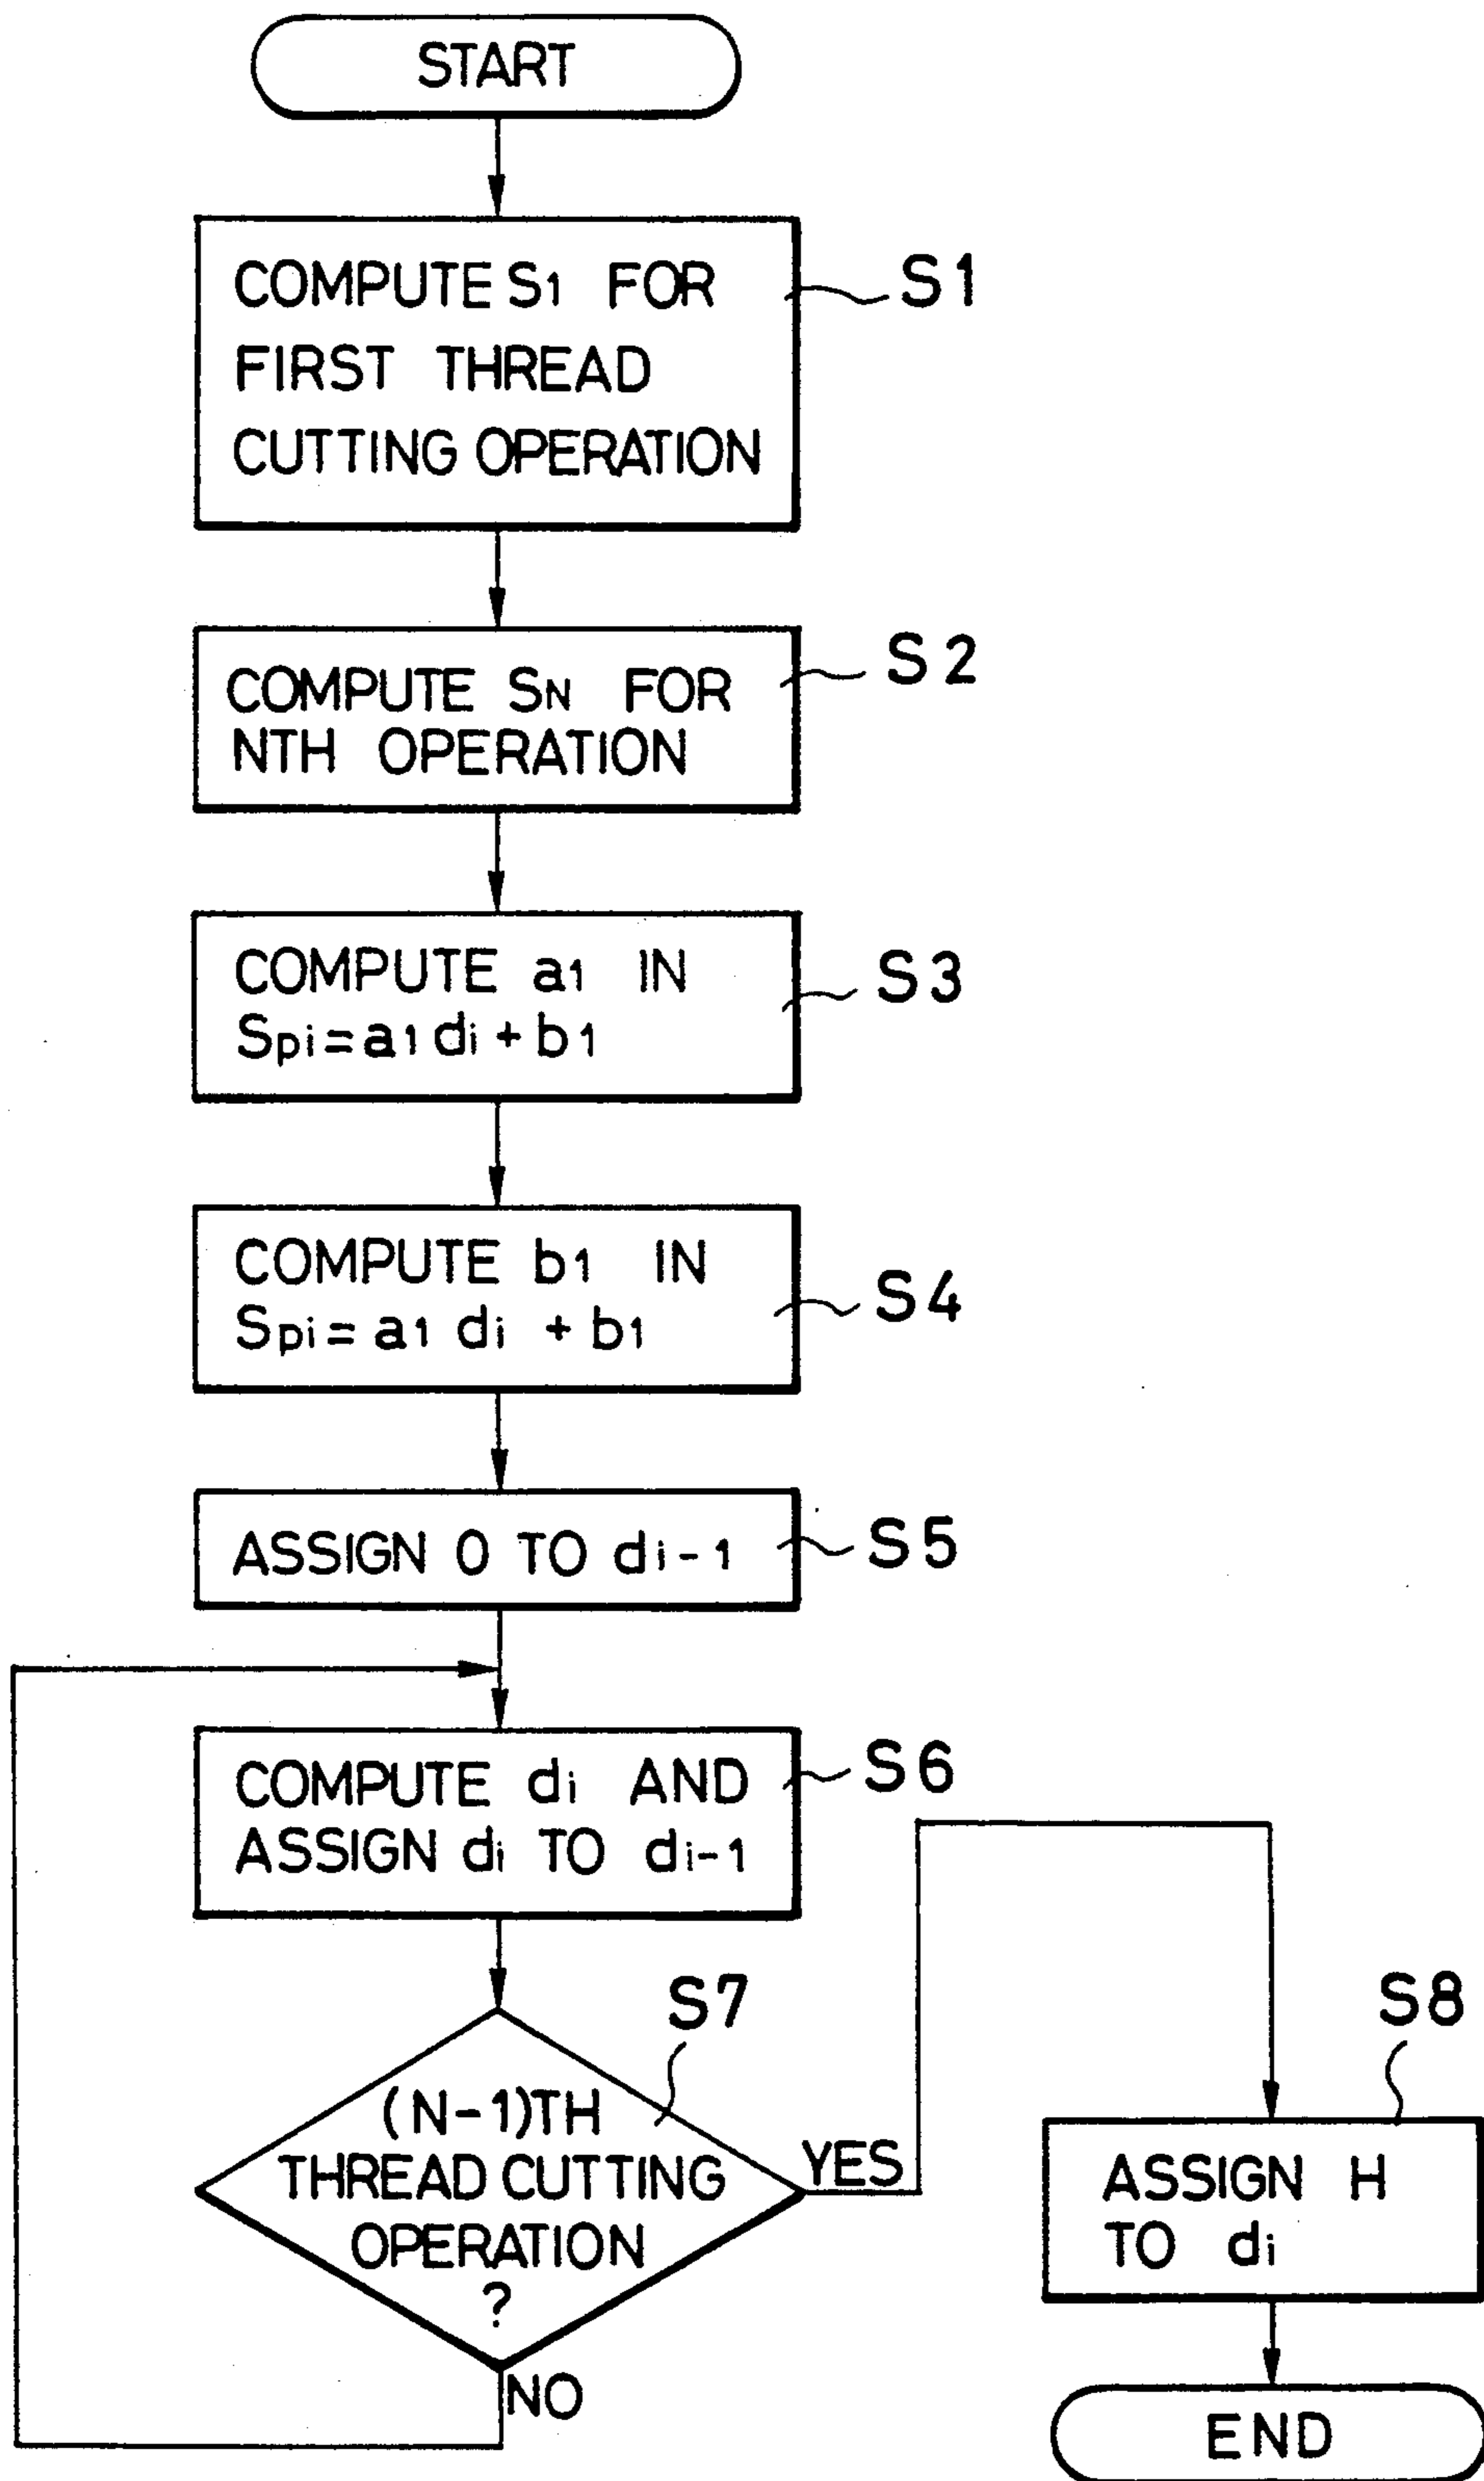 START
COMPUTE S1 FOR
FIRST THREAD
CUTTING OPERATION
S1
COMPUTE SN FOR
NTH OPERATION
S2
COMPUTE a1 IN
Spi=a1di+b1
S3
COMPUTE b1 IN
Spi=a1 di +b1
S4
ASSIGN 0 TO di-1
S5
COMPUTE di AND
ASSIGN di TO di-1
S6
(N-1)TH
THREAD CUTTING
OPERATION
?
S7
YES
NO
ASSIGN H
TO di
S8
END